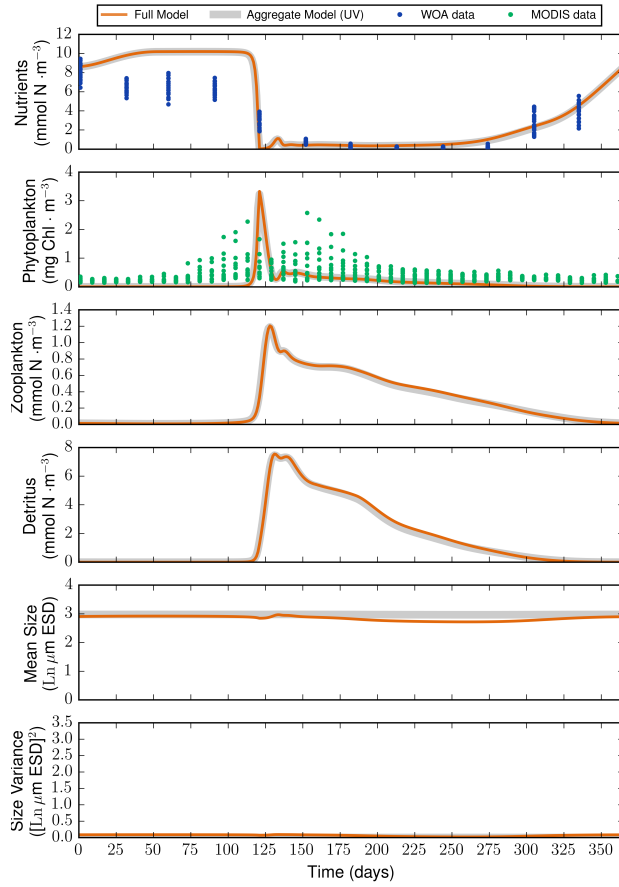 Full Model Aggregate Model (UV) WOA data MODIS data
12
10
8
6
4
2
0
Nutrients
(mmol N ·m⁻³)
4
3
2
1
0
Phytoplankton
(mg Chl · m⁻³)
1.4
1.2
1.0
0.8
0.6
0.4
0.2
0.0
Zooplankton
(mmol N ·m⁻³)
8
6
4
2
0
Detritus
(mmol N ·m⁻³)
4
3
2
1
0
Mean Size
(Ln μm ESD)
3.5
3.0
2.5
2.0
1.5
1.0
0.5
0.0
Size Variance
([Ln μm ESD]²)
0 25 50 75 100 125 150 175 200 225 250 275 300 325 350
Time (days)